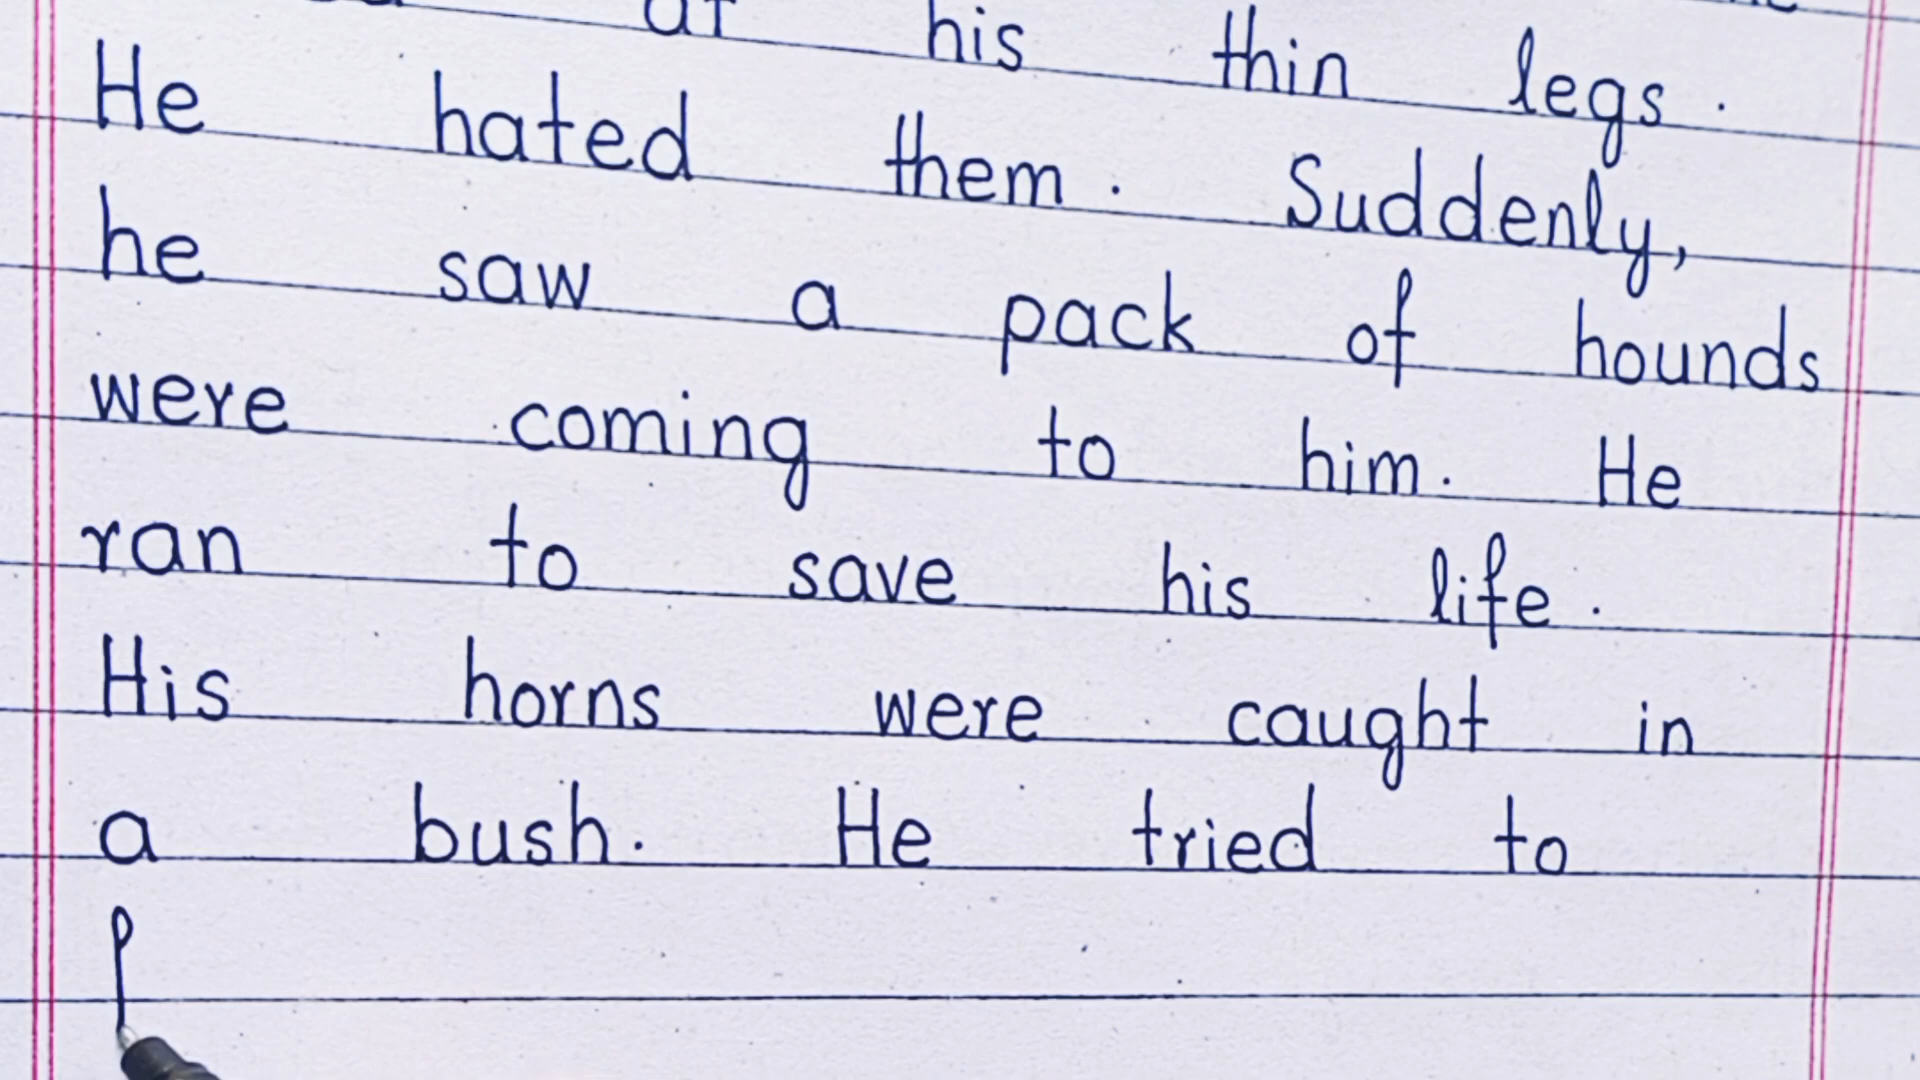 at his thin legs.
He hated them. Suddenly,
he saw a pack of hounds
were coming to him. He
ran to save his life.
His horns were caught in
a bush. He tried to